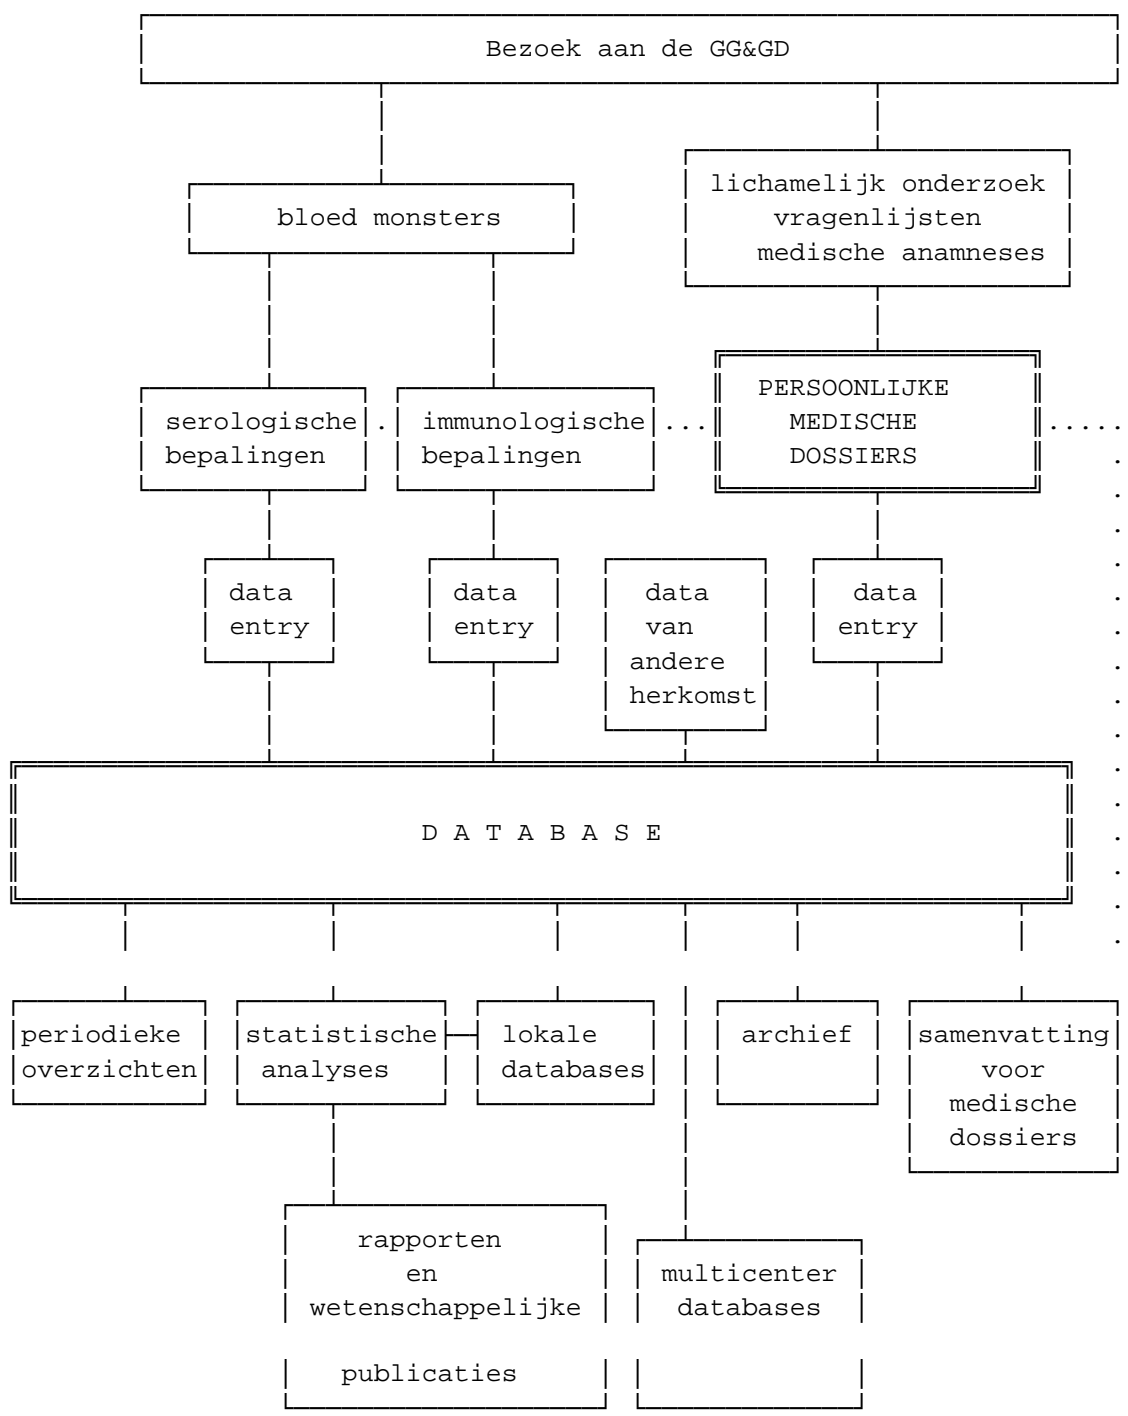 Bezoek aan de GG&GD
bloed monsters
lichamelijk onderzoek
vragenlijsten
medische anamneses
serologische
bepalingen
immunologische
bepalingen
PERSOONLIJKE
MEDISCHE
DOSSIERS
data
entry
data
entry
data
van
andere
herkomst
data
entry
D A T A B A S E
periodieke
overzichten
statistische
analyses
lokale
databases
archief
samenvatting
voor
medische
dossiers
rapporten
en
wetenschappelijke
publicaties
multicenter
databases